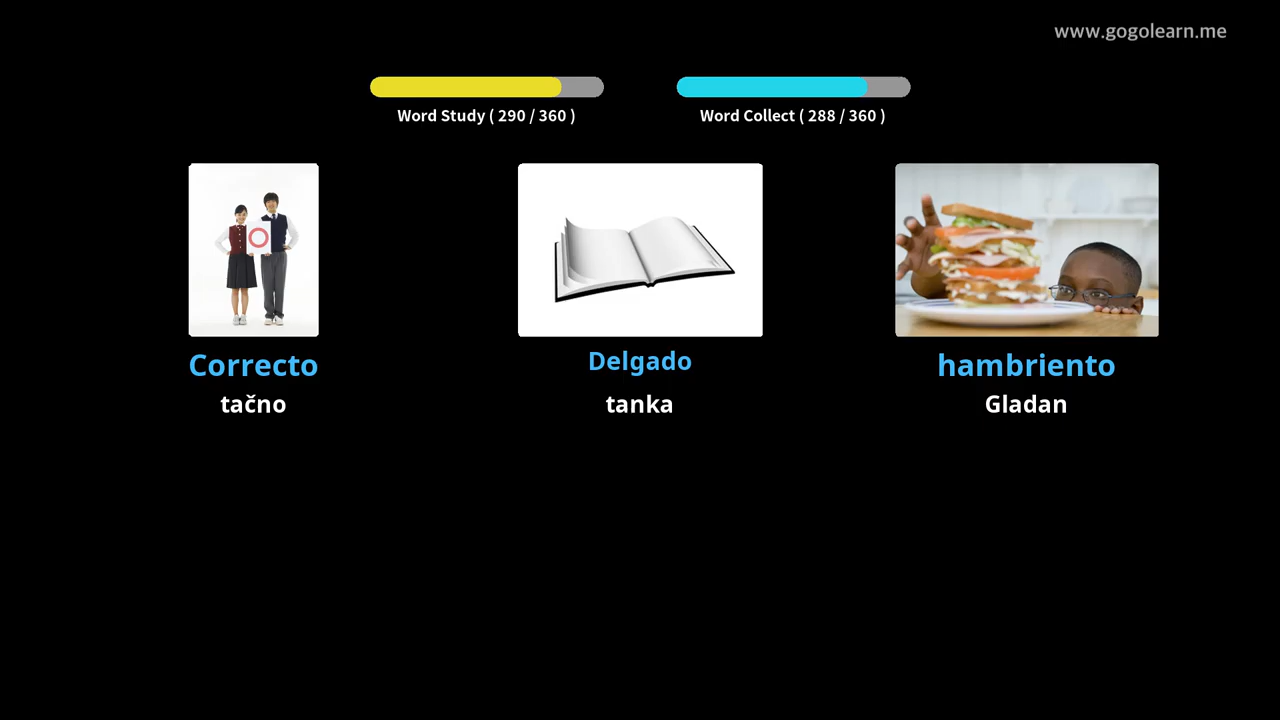 www.gogolearn.me
Word Study ( 290 / 360 )
Word Collect ( 288 / 360 )
Correcto
tačno
Delgado
tanka
hambriento
Gladan